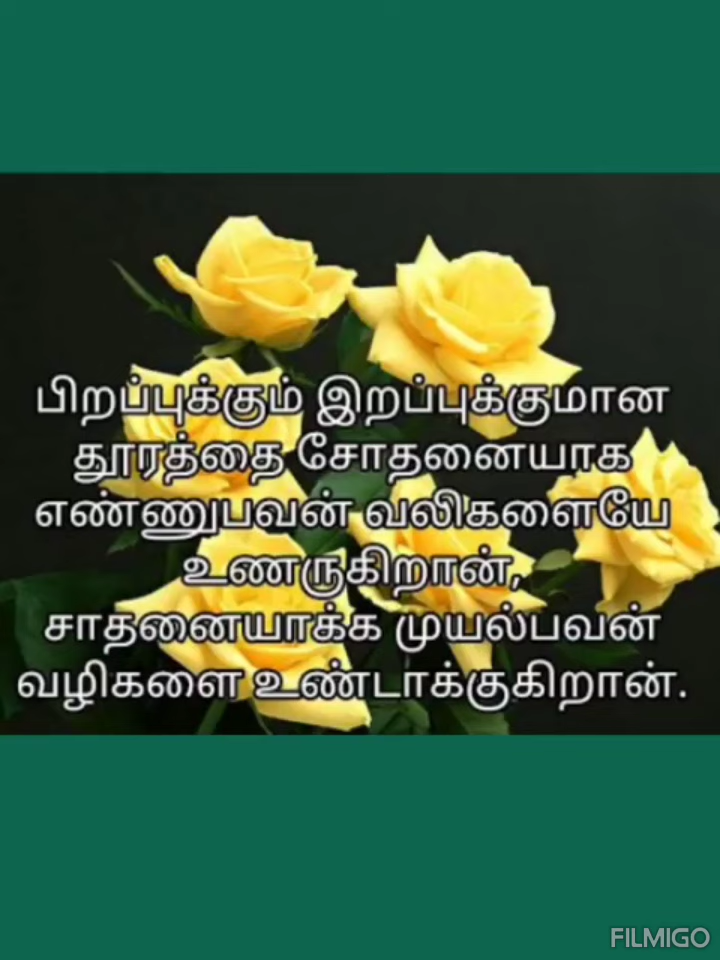 பிறப்புக்கும் இறப்புக்குமான
தூரத்தை சோதனையாக
எண்ணுபவன் வலிகளையே
உணருகிறான்,
சாதனையாக்க முயல்பவன்
வழிகளை உண்டாக்குகிறான்.
FILMIGO